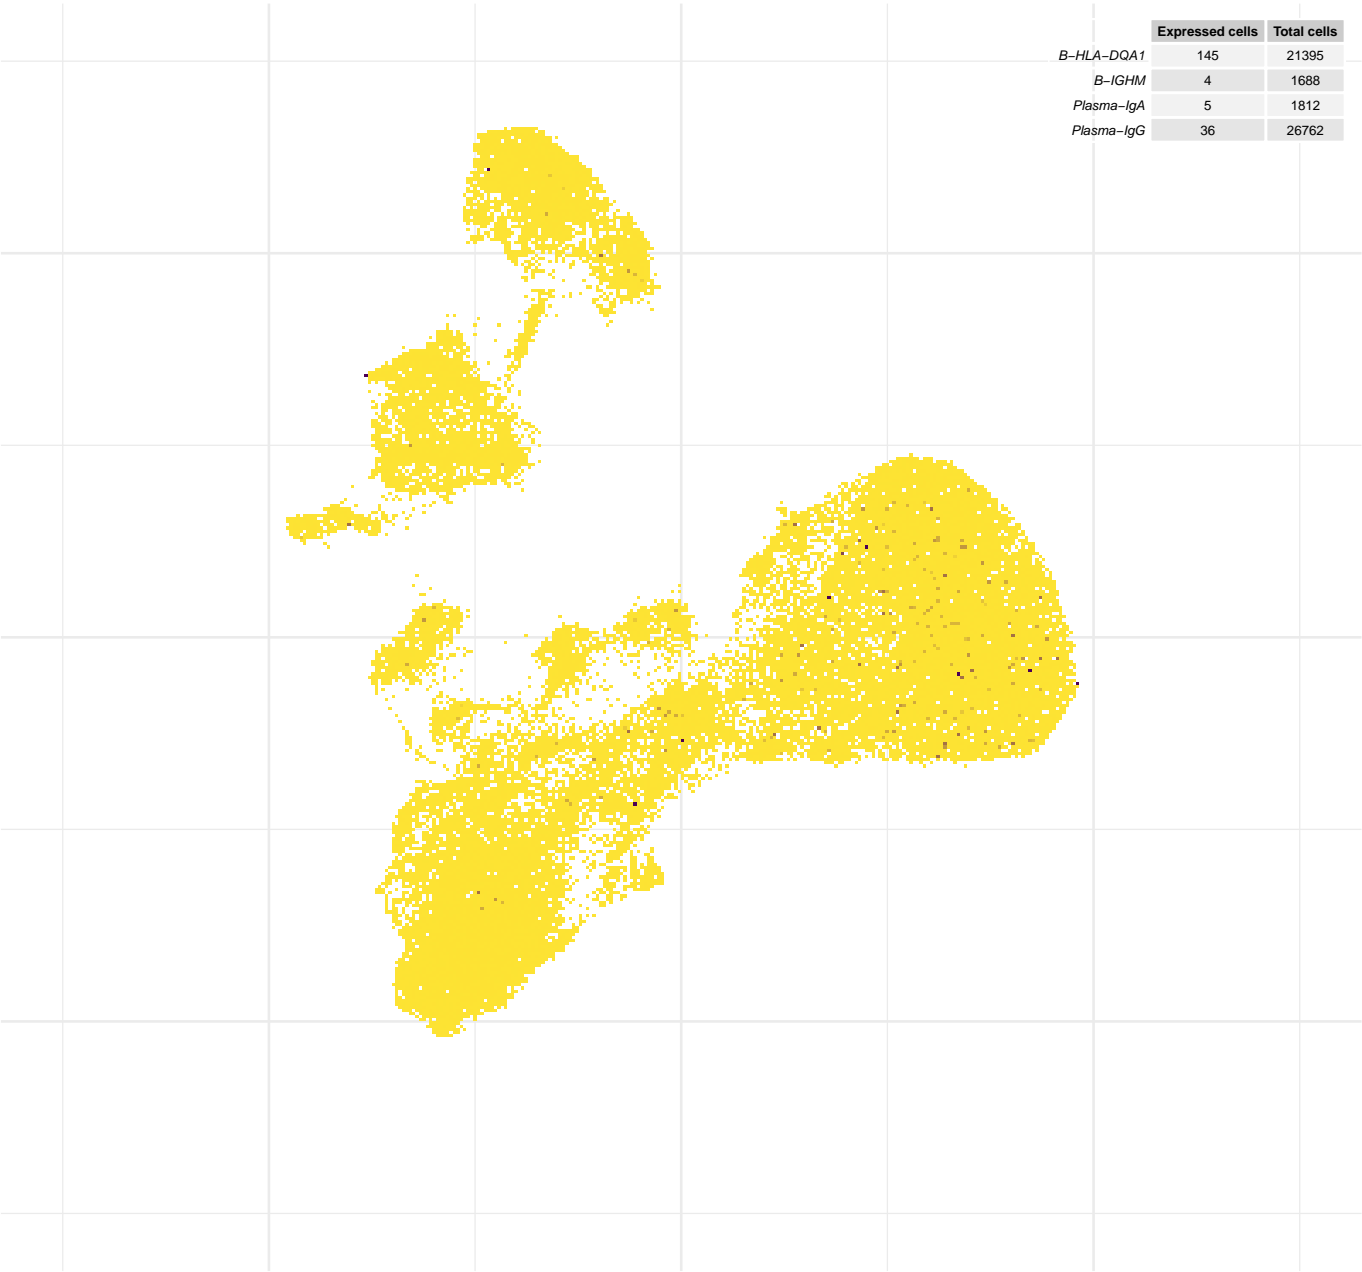 Expressed cells Total cells
B−HLA−DQA1 145 21395
B−IGHM 4 1688
Plasma−IgA 5 1812
Plasma−IgG 36 26762